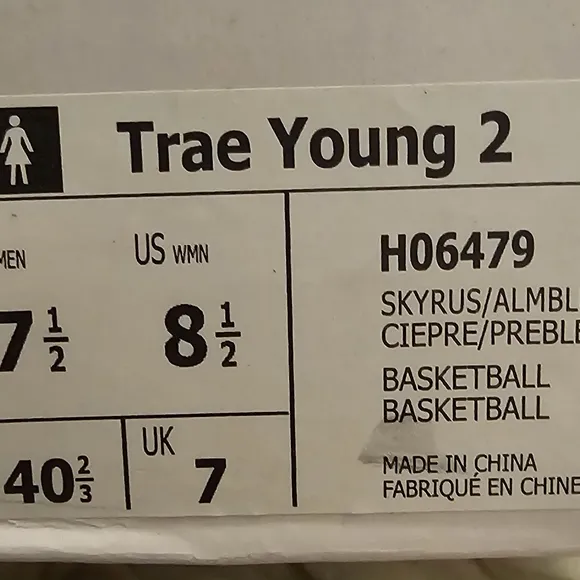 Trae Young 2
MEN
US WMN
7 1/2
8 1/2
H06479
SKYRUS/ALMBL
CIEPRE/PREBLE
BASKETBALL
BASKETBALL
40 2/3
UK
7
MADE IN CHINA
FABRIQUÉ EN CHINE